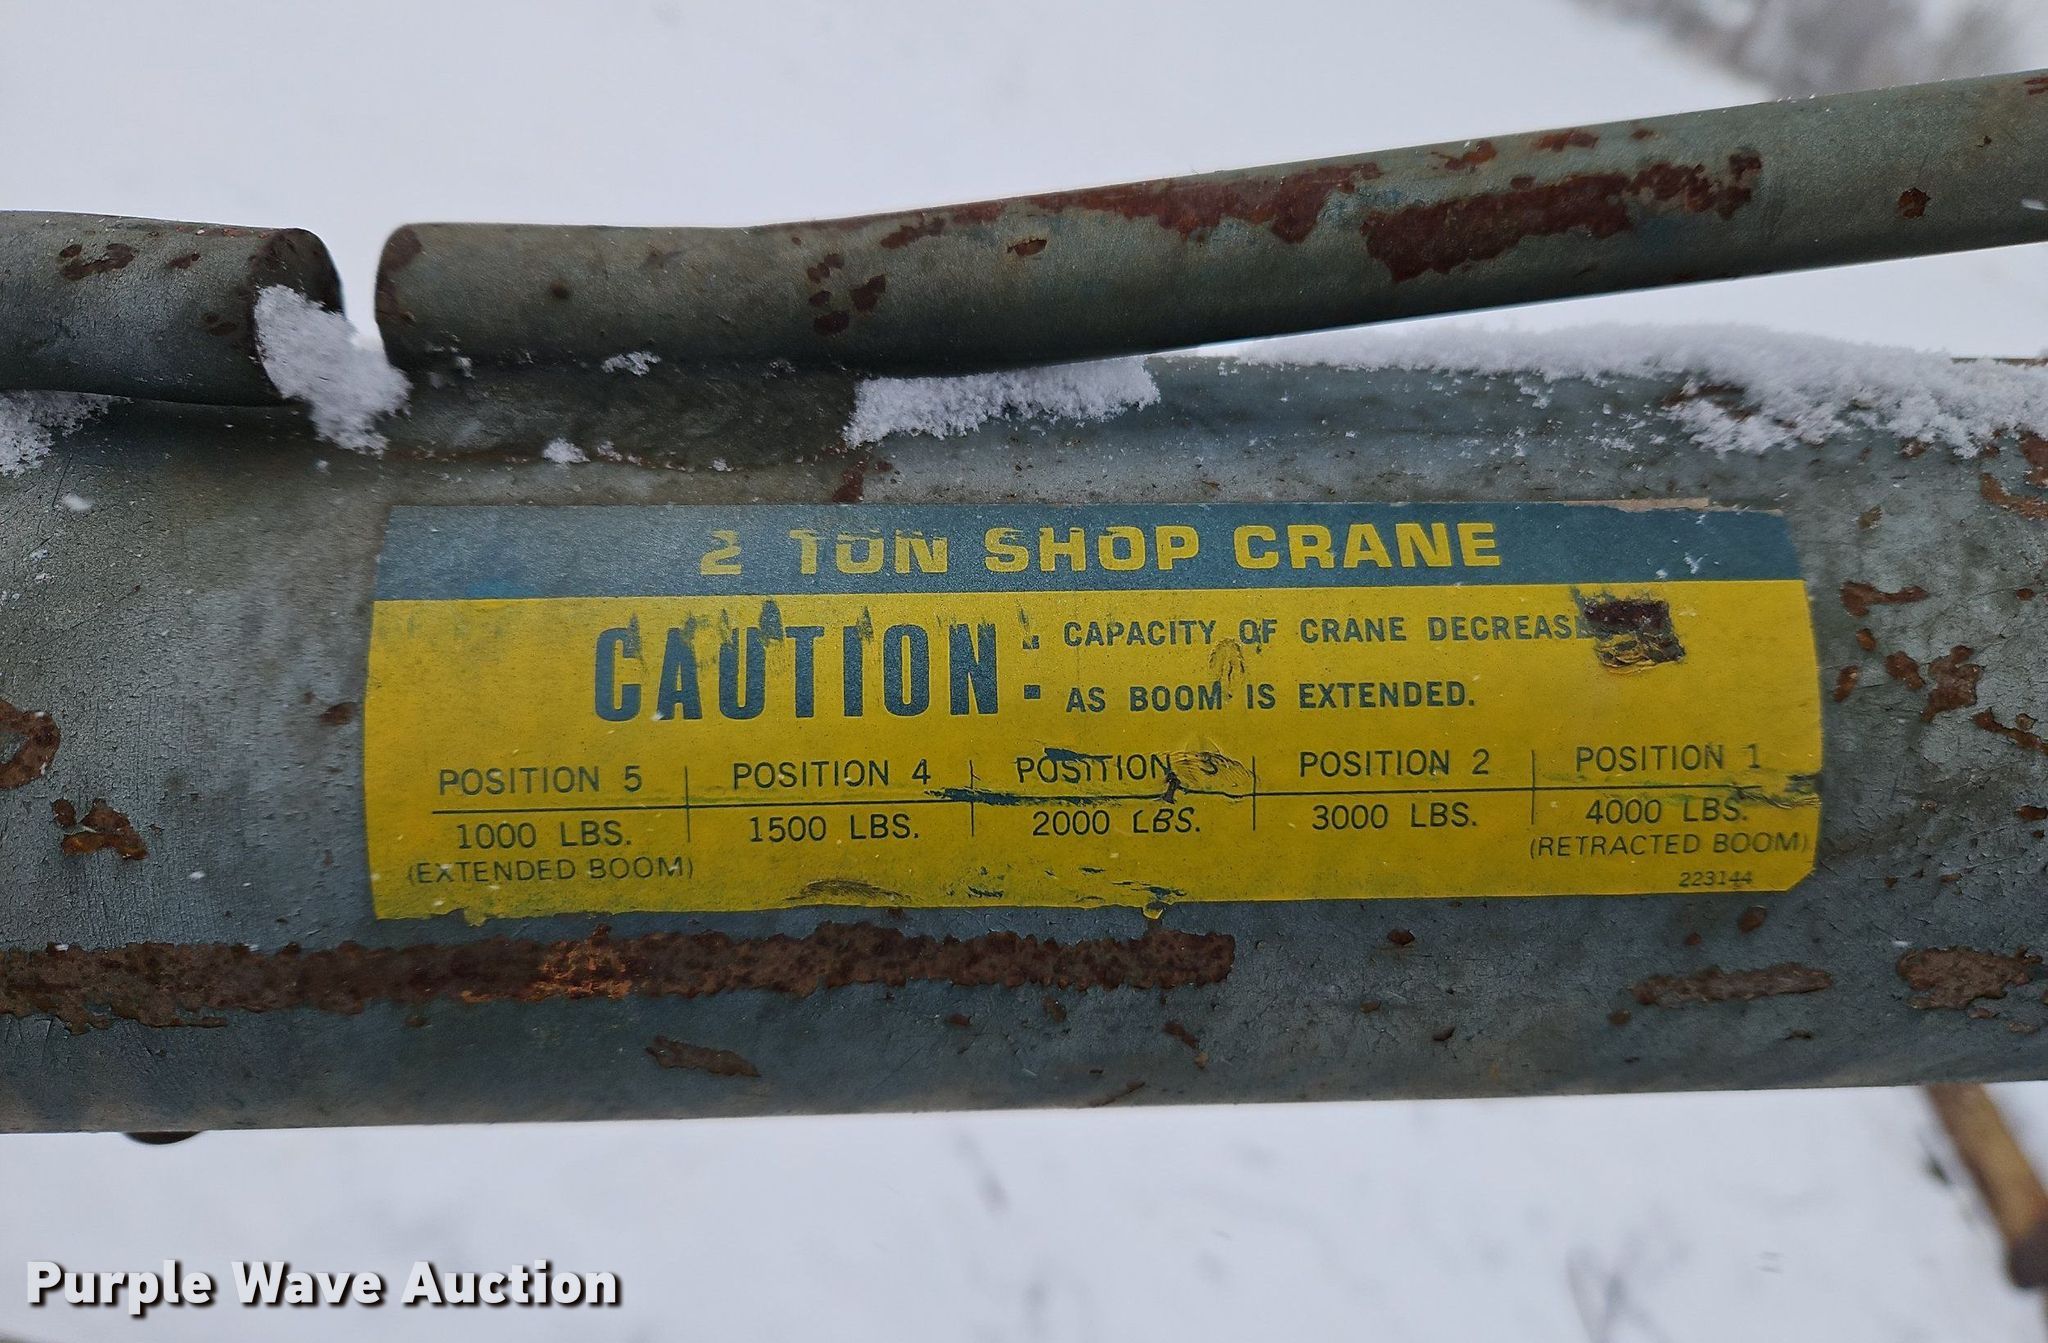 2 TON SHOP CRANE
CAUTION: CAPACITY OF CRANE DECREASE
AS BOOM IS EXTENDED.
POSITION 5 POSITION 4 POSITION 3 POSITION 2 POSITION 1
1000 LBS. 1500 LBS. 2000 LBS. 3000 LBS. 4000 LBS.
(EXTENDED BOOM) (RETRACTED BOOM)
223144
Purple Wave Auction